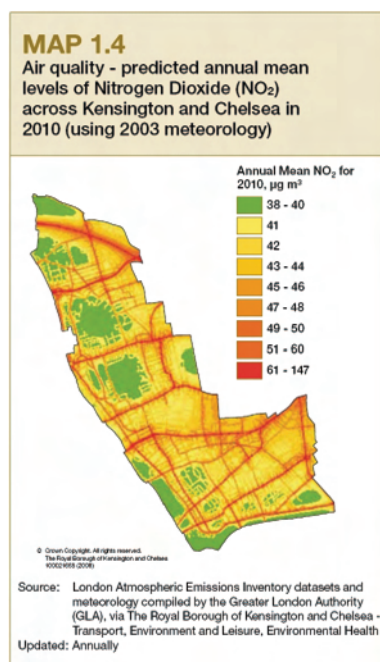 MAP 1.4
Air quality - predicted annual mean
levels of Nitrogen Dioxide (NO₂)
across Kensington and Chelsea in
2010 (using 2003 meteorology)
Annual Mean NO₂ for
2010, µg m³
38 - 40
41
42
43 - 44
45 - 46
47 - 48
49 - 50
51 - 60
61 - 147
© Crown Copyright. All rights reserved.
The Royal Borough of Kensington and Chelsea
(2008)
Source: London Atmospheric Emissions Inventory datasets and
meteorology compiled by the Greater London Authority
(GLA), via The Royal Borough of Kensington and Chelsea -
Transport, Environment and Leisure, Environmental Health
Updated: Annually